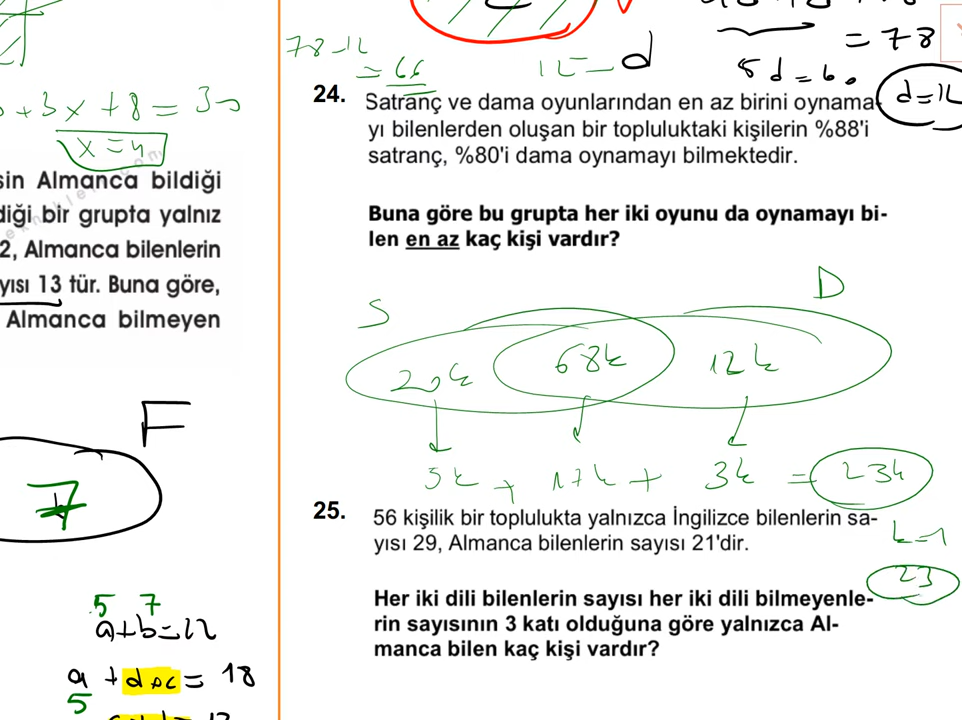 78-12
= 66
12-d
= 78
8d=60
d=12
+3x+8=30
x=4
sin Almanca bildiği
diği bir grupta yalnız
2, Almanca bilenlerin
yısı 13 tür. Buna göre,
Almanca bilmeyen
F
7
5 7
a+b=12
a + d+c = 18
5
24. Satranç ve dama oyunlarından en az birini oynama-
yı bilenlerden oluşan bir topluluktaki kişilerin %88'i
satranç, %80'i dama oynamayı bilmektedir.
Buna göre bu grupta her iki oyunu da oynamayı bi-
len en az kaç kişi vardır?
S D
20k 68k 12k
5k + 17k + 3k = 23k
k=1
23
25. 56 kişilik bir toplulukta yalnızca İngilizce bilenlerin sa-
yısı 29, Almanca bilenlerin sayısı 21'dir.
Her iki dili bilenlerin sayısı her iki dili bilmeyenle-
rin sayısının 3 katı olduğuna göre yalnızca Al-
manca bilen kaç kişi vardır?